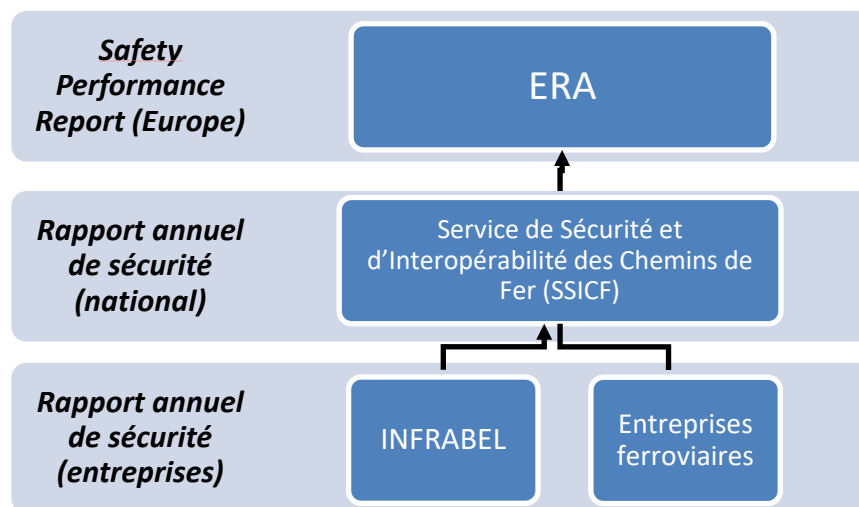 Safety
Performance
Report (Europe)
ERA
Rapport annuel
de sécurité
(national)
Service de Sécurité et
d'Interopérabilité des Chemins de
Fer (SSICF)
Rapport annuel
de sécurité
(entreprises)
INFRABEL
Entreprises
ferroviaires